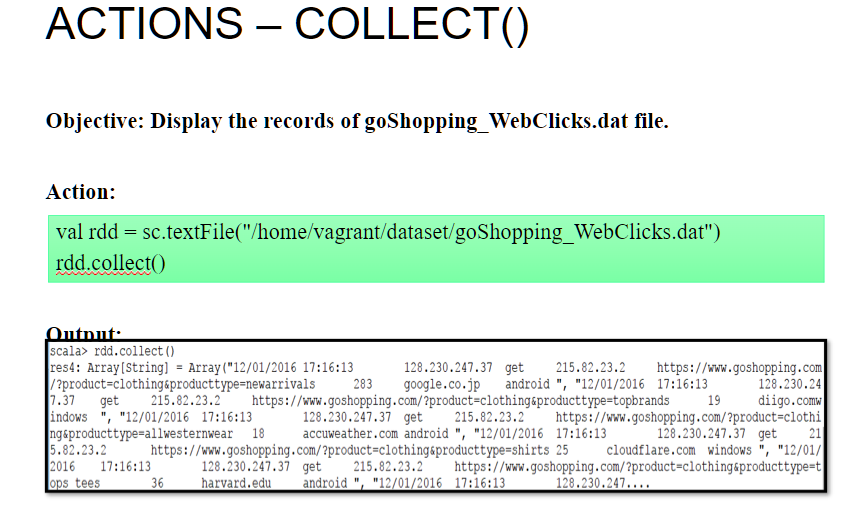 ACTIONS – COLLECT()
Objective: Display the records of goShopping_WebClicks.dat file.
Action:
val rdd = sc.textFile("/home/vagrant/dataset/goShopping_WebClicks.dat")
rdd.collect()
Output:
scala> rdd.collect()
res4: Array[String] = Array("12/01/2016 17:16:13 128.230.247.37 get 215.82.23.2 https://www.goshopping.com
/?product=clothing&producttype=newarrivals 283 google.co.jp android ", "12/01/2016 17:16:13 128.230.24
7.37 get 215.82.23.2 https://www.goshopping.com/?product=clothing&producttype=topbrands 19 diigo.comw
indows ", "12/01/2016 17:16:13 128.230.247.37 get 215.82.23.2 https://www.goshopping.com/?product=clothi
ng&producttype=allwesternwear 18 accuweather.com android ", "12/01/2016 17:16:13 128.230.247.37 get 21
5.82.23.2 https://www.goshopping.com/?product=clothing&producttype=shirts 25 cloudflare.com windows ", "12/01/
2016 17:16:13 128.230.247.37 get 215.82.23.2 https://www.goshopping.com/?product=clothing&producttype=t
ops tees 36 harvard.edu android ", "12/01/2016 17:16:13 128.230.247....